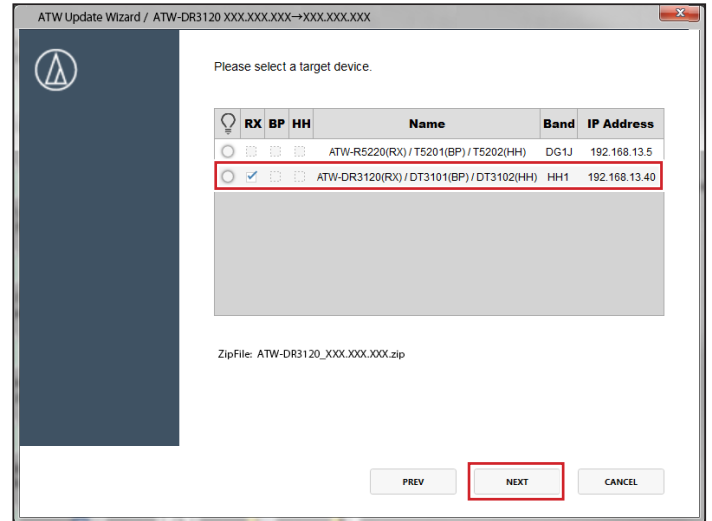 ATW Update Wizard / ATW-DR3120 XXX.XXX.XXX→XXX.XXX.XXX
x
Please select a target device.
RX BP HH Name Band IP Address
ATW-R5220(RX) / T5201(BP) / T5202(HH) DG1J 192.168.13.5
ATW-DR3120(RX) / DT3101(BP) / DT3102(HH) HH1 192.168.13.40
ZipFile: ATW-DR3120_XXX.XXX.XXX.zip
PREV NEXT CANCEL